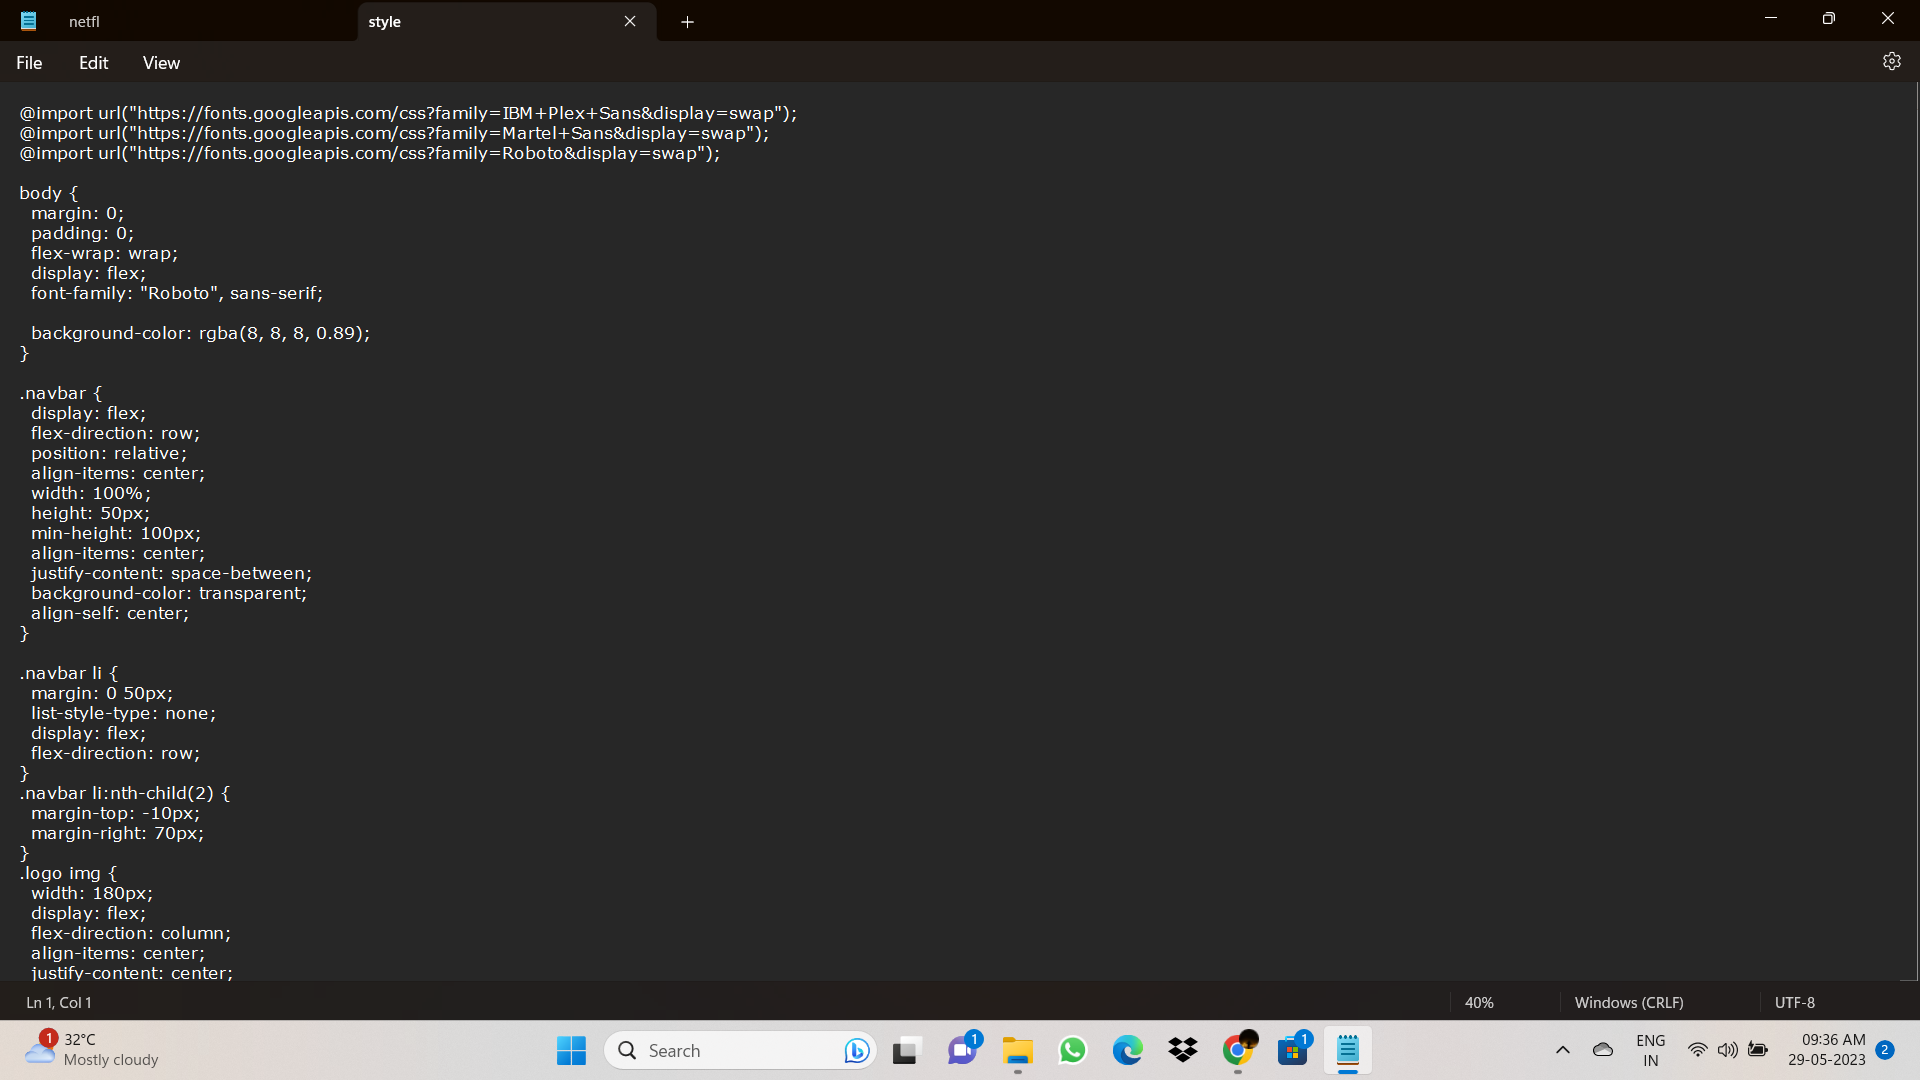 netfl
style
File Edit View
@import url("https://fonts.googleapis.com/css?family=IBM+Plex+Sans&display=swap");
@import url("https://fonts.googleapis.com/css?family=Martel+Sans&display=swap");
@import url("https://fonts.googleapis.com/css?family=Roboto&display=swap");
body {
margin: 0;
padding: 0;
flex-wrap: wrap;
display: flex;
font-family: "Roboto", sans-serif;
background-color: rgba(8, 8, 8, 0.89);
}
.navbar {
display: flex;
flex-direction: row;
position: relative;
align-items: center;
width: 100%;
height: 50px;
min-height: 100px;
align-items: center;
justify-content: space-between;
background-color: transparent;
align-self: center;
}
.navbar li {
margin: 0 50px;
list-style-type: none;
display: flex;
flex-direction: row;
}
.navbar li:nth-child(2) {
margin-top: -10px;
margin-right: 70px;
}
.logo img {
width: 180px;
display: flex;
flex-direction: column;
align-items: center;
justify-content: center;
Ln 1, Col 1
40%
Windows (CRLF)
UTF-8
1
32°C
Mostly cloudy
Search
1
1
ENG
IN
09:36 AM
29-05-2023
2